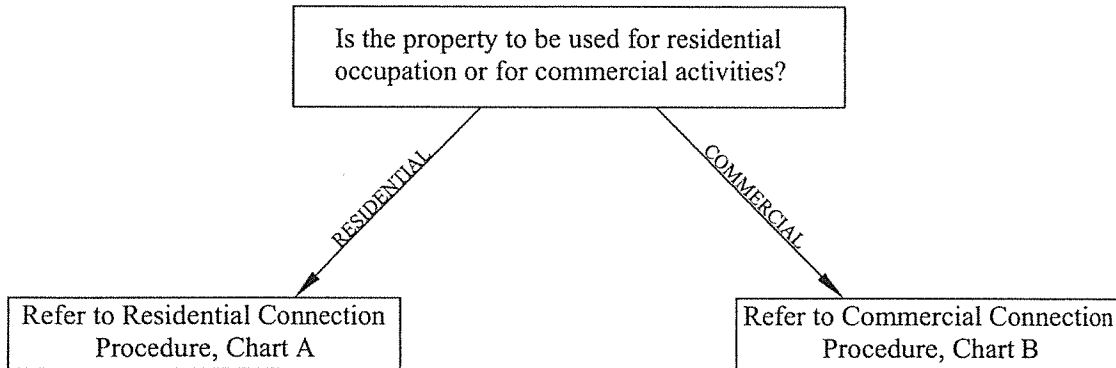 Is the property to be used for residential
occupation or for commercial activities?
RESIDENTIAL
COMMERCIAL
Refer to Residential Connection
Procedure, Chart A
Refer to Commercial Connection
Procedure, Chart B